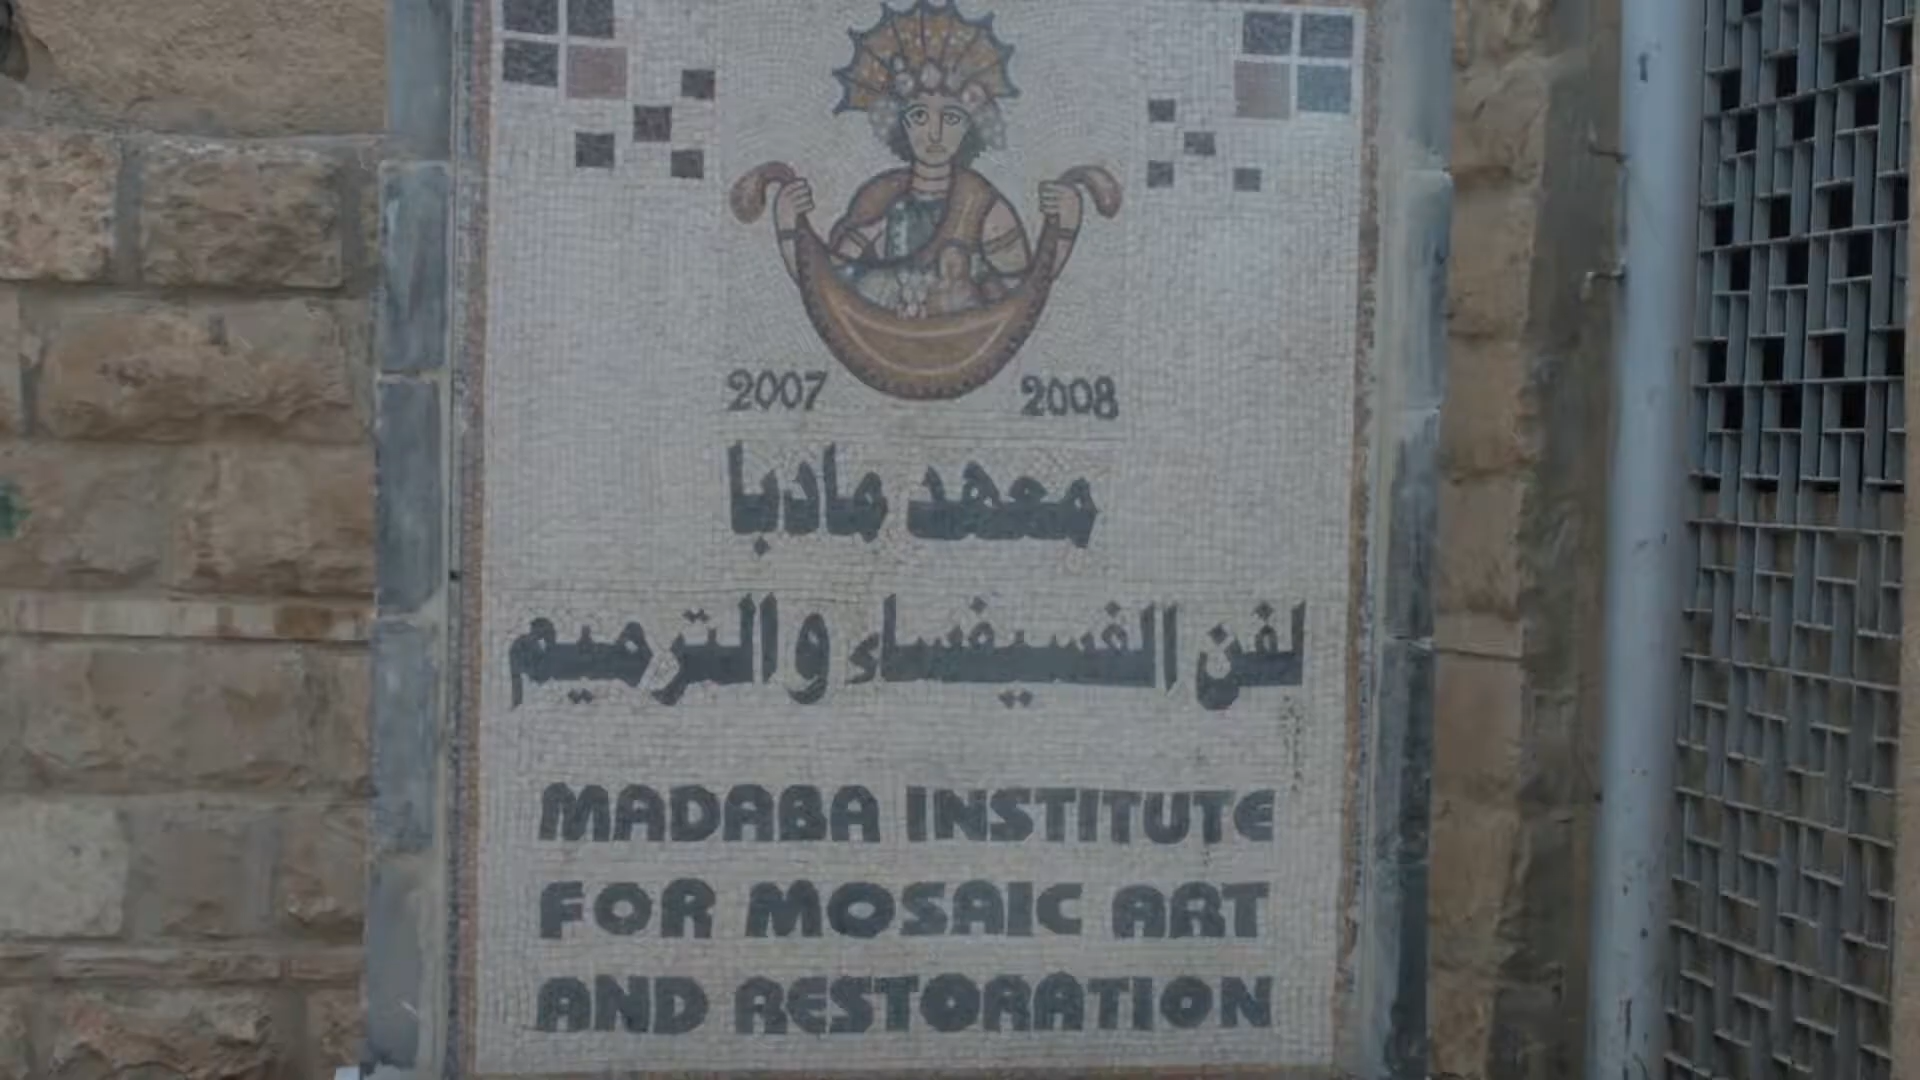 2007 2008
معهد مادبا
لفن الفسيفساء والترميم
MADABA INSTITUTE
FOR MOSAIC ART
AND RESTORATION